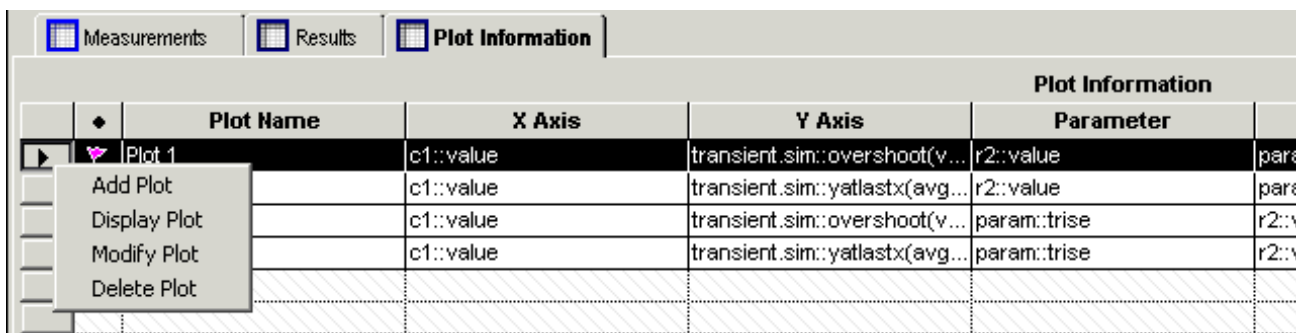 Measurements Results Plot Information
Plot Information
Plot Name X Axis Y Axis Parameter
Plot 1 c1::value transient.sim::overshoot(v... r2::value para
Add Plot c1::value transient.sim::yatlastx(avg... r2::value para
Display Plot c1::value transient.sim::overshoot(v... param::trise r2::v
Modify Plot c1::value transient.sim::yatlastx(avg... param::trise r2::v
Delete Plot